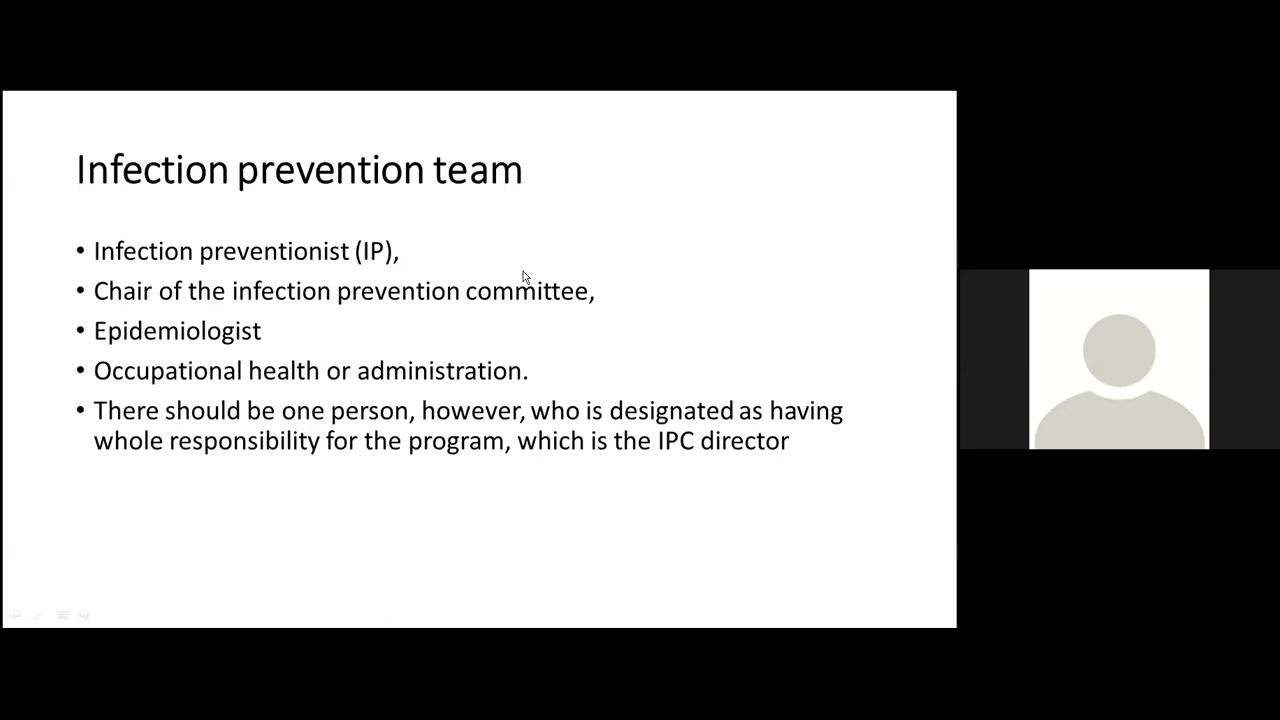 Infection prevention team
• Infection preventionist (IP),
• Chair of the infection prevention committee,
• Epidemiologist
• Occupational health or administration.
• There should be one person, however, who is designated as having
whole responsibility for the program, which is the IPC director